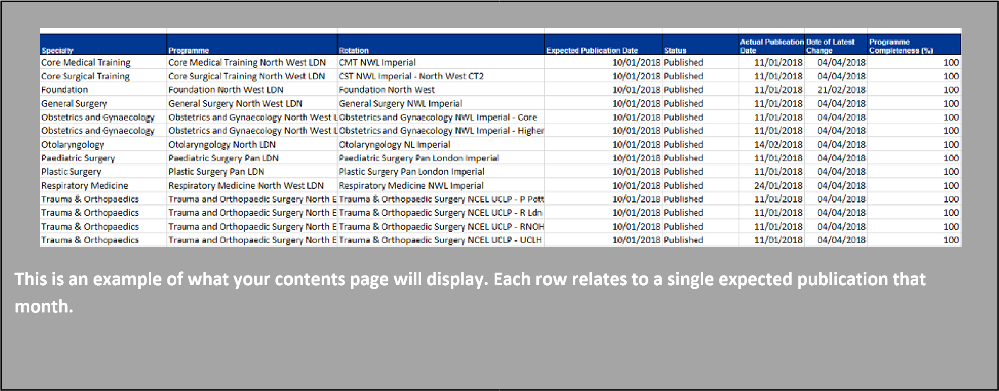 Specialty Programme Rotation Expected Publication Date Status Actual Publication Date Date of Latest Change Programme Completeness (%)
Core Medical Training Core Medical Training North West LDN CMT NWL Imperial 10/01/2018 Published 11/01/2018 04/04/2018 100
Core Surgical Training Core Surgical Training North West LDN CST NWL Imperial - North West CT2 10/01/2018 Published 11/01/2018 04/04/2018 100
Foundation Foundation North West LDN Foundation North West 10/01/2018 Published 11/01/2018 21/02/2018 100
General Surgery General Surgery North West LDN General Surgery NWL Imperial 10/01/2018 Published 11/01/2018 04/04/2018 100
Obstetrics and Gynaecology Obstetrics and Gynaecology North West L Obstetrics and Gynaecology NWL Imperial - Core 10/01/2018 Published 11/01/2018 04/04/2018 100
Obstetrics and Gynaecology Obstetrics and Gynaecology North West L Obstetrics and Gynaecology NWL Imperial - Higher 10/01/2018 Published 11/01/2018 04/04/2018 100
Otolaryngology Otolaryngology North LDN Otolaryngology NL Imperial 10/01/2018 Published 14/02/2018 04/04/2018 100
Paediatric Surgery Paediatric Surgery Pan LDN Paediatric Surgery Pan London Imperial 10/01/2018 Published 11/01/2018 04/04/2018 100
Plastic Surgery Plastic Surgery Pan LDN Plastic Surgery Pan London Imperial 10/01/2018 Published 11/01/2018 04/04/2018 100
Respiratory Medicine Respiratory Medicine North West LDN Respiratory Medicine NWL Imperial 10/01/2018 Published 24/01/2018 04/04/2018 100
Trauma & Orthopaedics Trauma and Orthopaedic Surgery North E Trauma & Orthopaedic Surgery NCEL UCLP - P Pott 10/01/2018 Published 11/01/2018 04/04/2018 100
Trauma & Orthopaedics Trauma and Orthopaedic Surgery North E Trauma & Orthopaedic Surgery NCEL UCLP - R Ldn 10/01/2018 Published 11/01/2018 04/04/2018 100
Trauma & Orthopaedics Trauma and Orthopaedic Surgery North E Trauma & Orthopaedic Surgery NCEL UCLP - RNOH 10/01/2018 Published 11/01/2018 04/04/2018 100
Trauma & Orthopaedics Trauma and Orthopaedic Surgery North E Trauma & Orthopaedic Surgery NCEL UCLP - UCLH 10/01/2018 Published 11/01/2018 04/04/2018 100
This is an example of what your contents page will display. Each row relates to a single expected publication that
month.